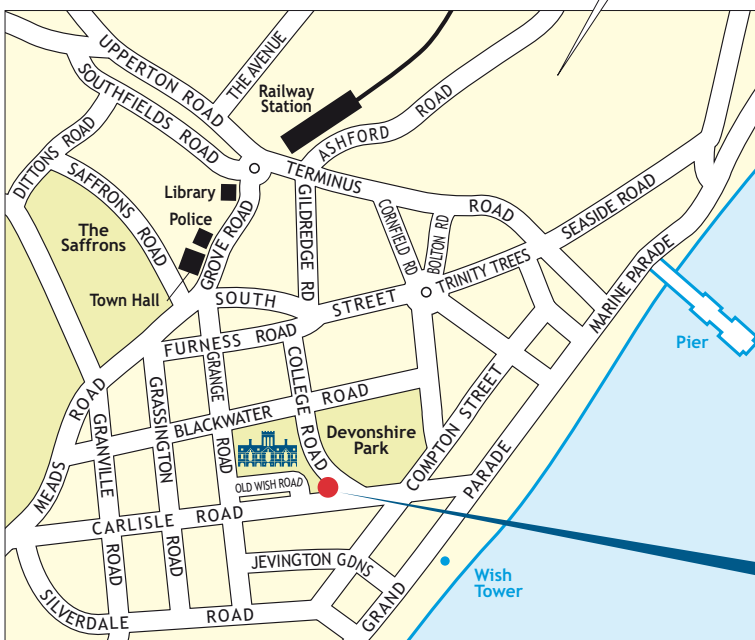 UPPERTON ROAD
THE AVENUE
SOUTHFIELDS ROAD
Railway
Station
ASHFORD ROAD
DITTONS ROAD
SAFFRONS ROAD
TERMINUS ROAD
Library
Police
GROVE ROAD
GILDREDGE RD
CORNFIELD RD
BOLTON RD
SEASIDE ROAD
The
Saffrons
TRINITY TREES
Town Hall
SOUTH STREET
MARINE PARADE
Pier
FURNESS ROAD
COLLEGE ROAD
GRANGE ROAD
GRASSINGTON ROAD
MEADS ROAD
GRANVILLE ROAD
BLACKWATER ROAD
Devonshire
Park
COMPTON STREET
OLD WISH ROAD
CARLISLE ROAD
GRAND PARADE
JEVINGTON GDNS
Wish
Tower
SILVERDALE ROAD